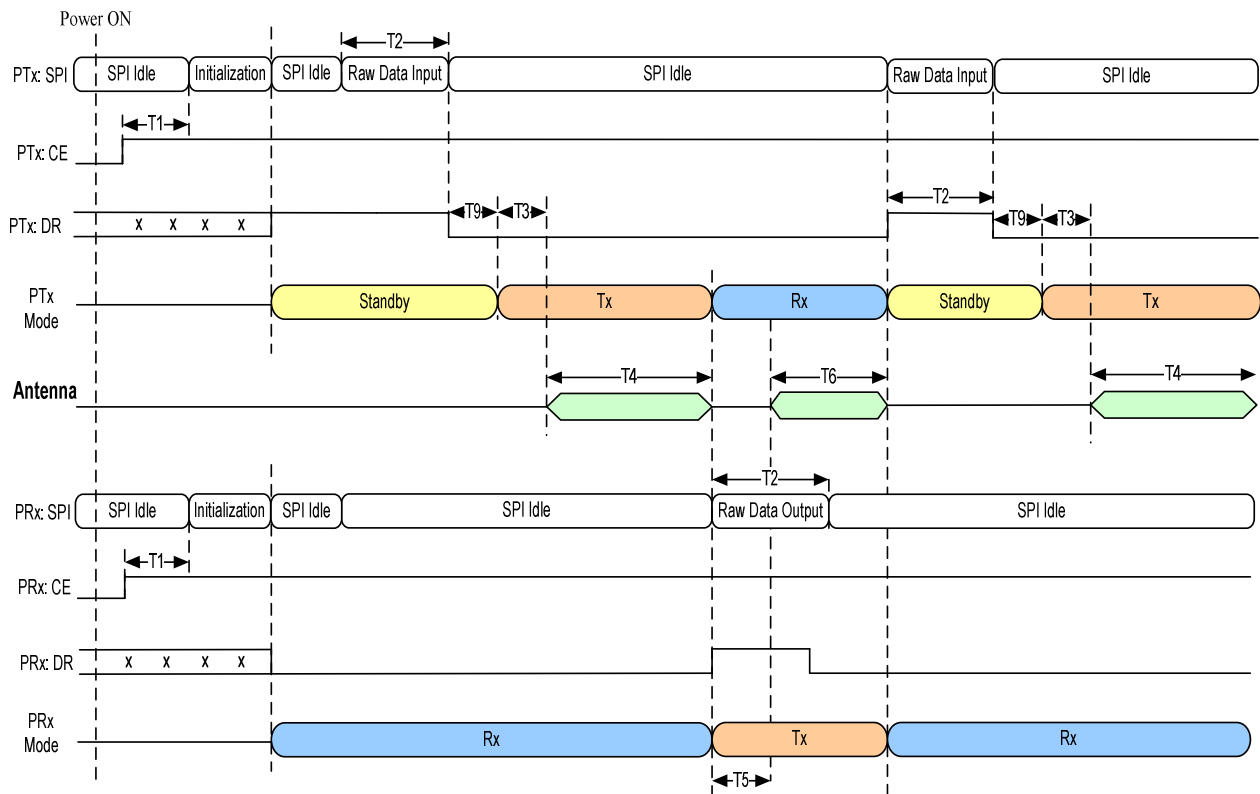 Power ON
T2
PTx: SPI SPI Idle Initialization SPI Idle Raw Data Input SPI Idle Raw Data Input SPI Idle
T1
PTx: CE
T2
T9 T3 T9 T3
PTx: DR x x x x
PTx Mode Standby Tx Rx Standby Tx
T4 T6 T4
Antenna
T2
PRx: SPI SPI Idle Initialization SPI Idle SPI Idle Raw Data Output SPI Idle
T1
PRx: CE
PRx: DR x x x x
PRx Mode Rx Tx Rx
T5